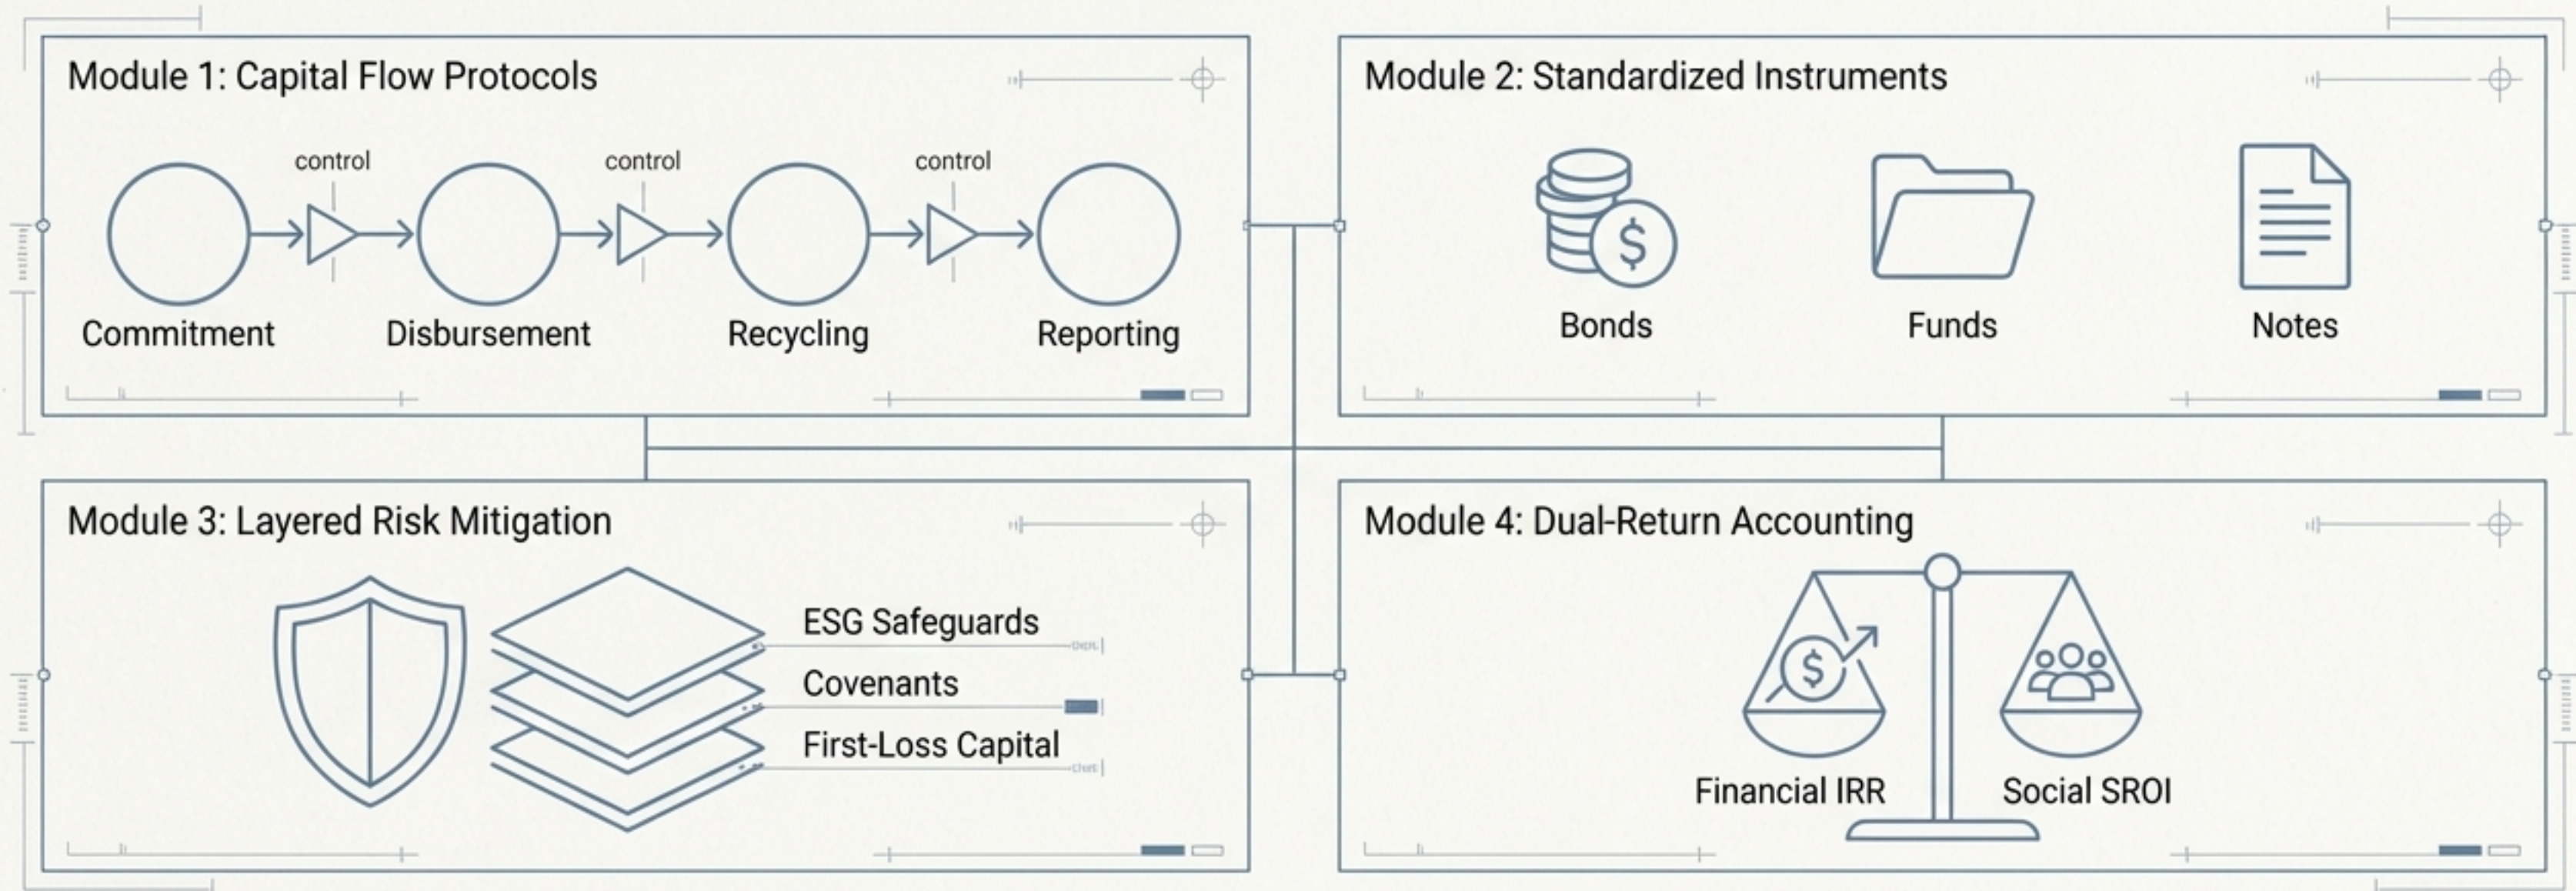 Module 1: Capital Flow Protocols
control
control
control
Commitment
Disbursement
Recycling
Reporting
Module 2: Standardized Instruments
$
Bonds
Funds
Notes
Module 3: Layered Risk Mitigation
ESG Safeguards
Covenants
First-Loss Capital
Module 4: Dual-Return Accounting
$
Financial IRR
Social SROI